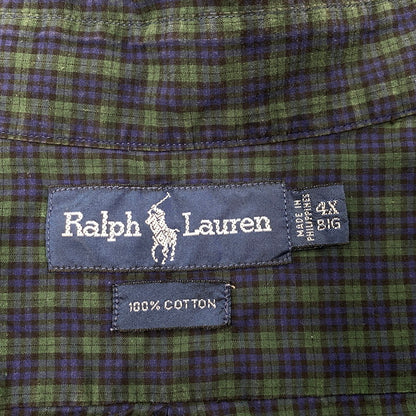 Ralph Lauren
MADE IN
PHILIPPINES
4X
BIG
100% COTTON